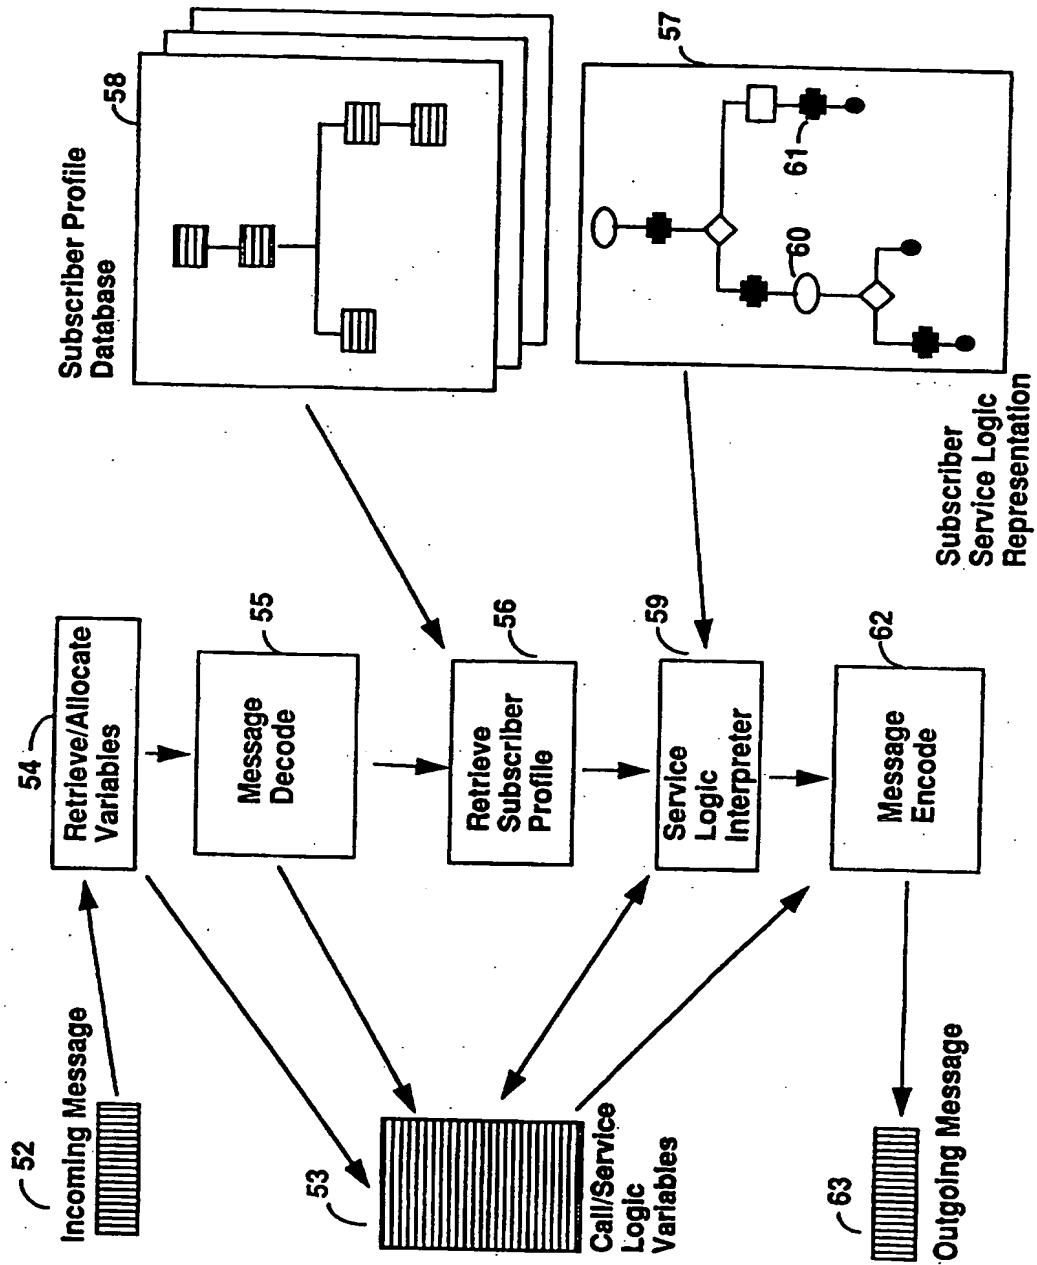 52
Incoming Message
54
Retrieve/Allocate
Variables
Subscriber Profile
Database
58
53
Call/Service
Logic
Variables
55
Message
Decode
56
Retrieve
Subscriber
Profile
59
Service
Logic
Interpreter
57
60
61
Subscriber
Service Logic
Representation
62
Message
Encode
63
Outgoing Message